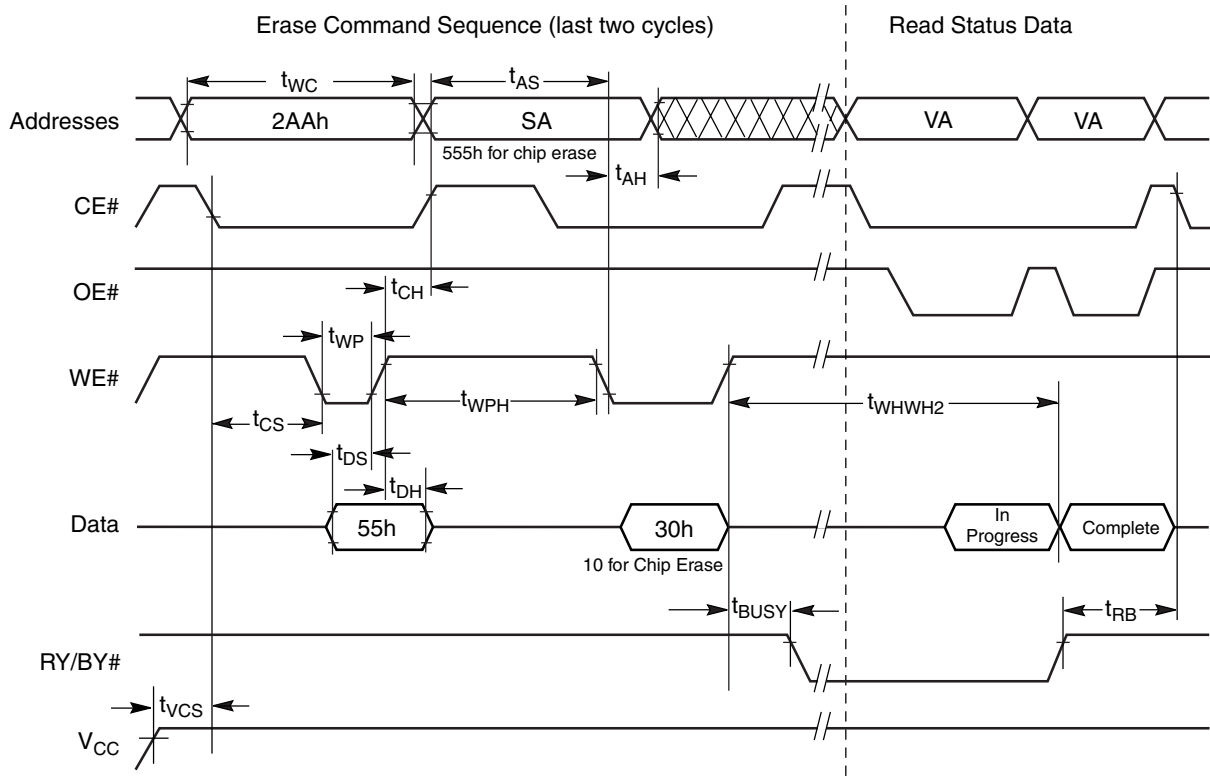 Erase Command Sequence (last two cycles) Read Status Data
tWC tAS
Addresses 2AAh SA VA VA
555h for chip erase
tAH
CE#
OE#
tCH
tWP
WE#
tWPH tWHWH2
tCS
tDS
tDH
Data 55h 30h In Progress Complete
10 for Chip Erase
tBUSY tRB
RY/BY#
tVCS
VCC